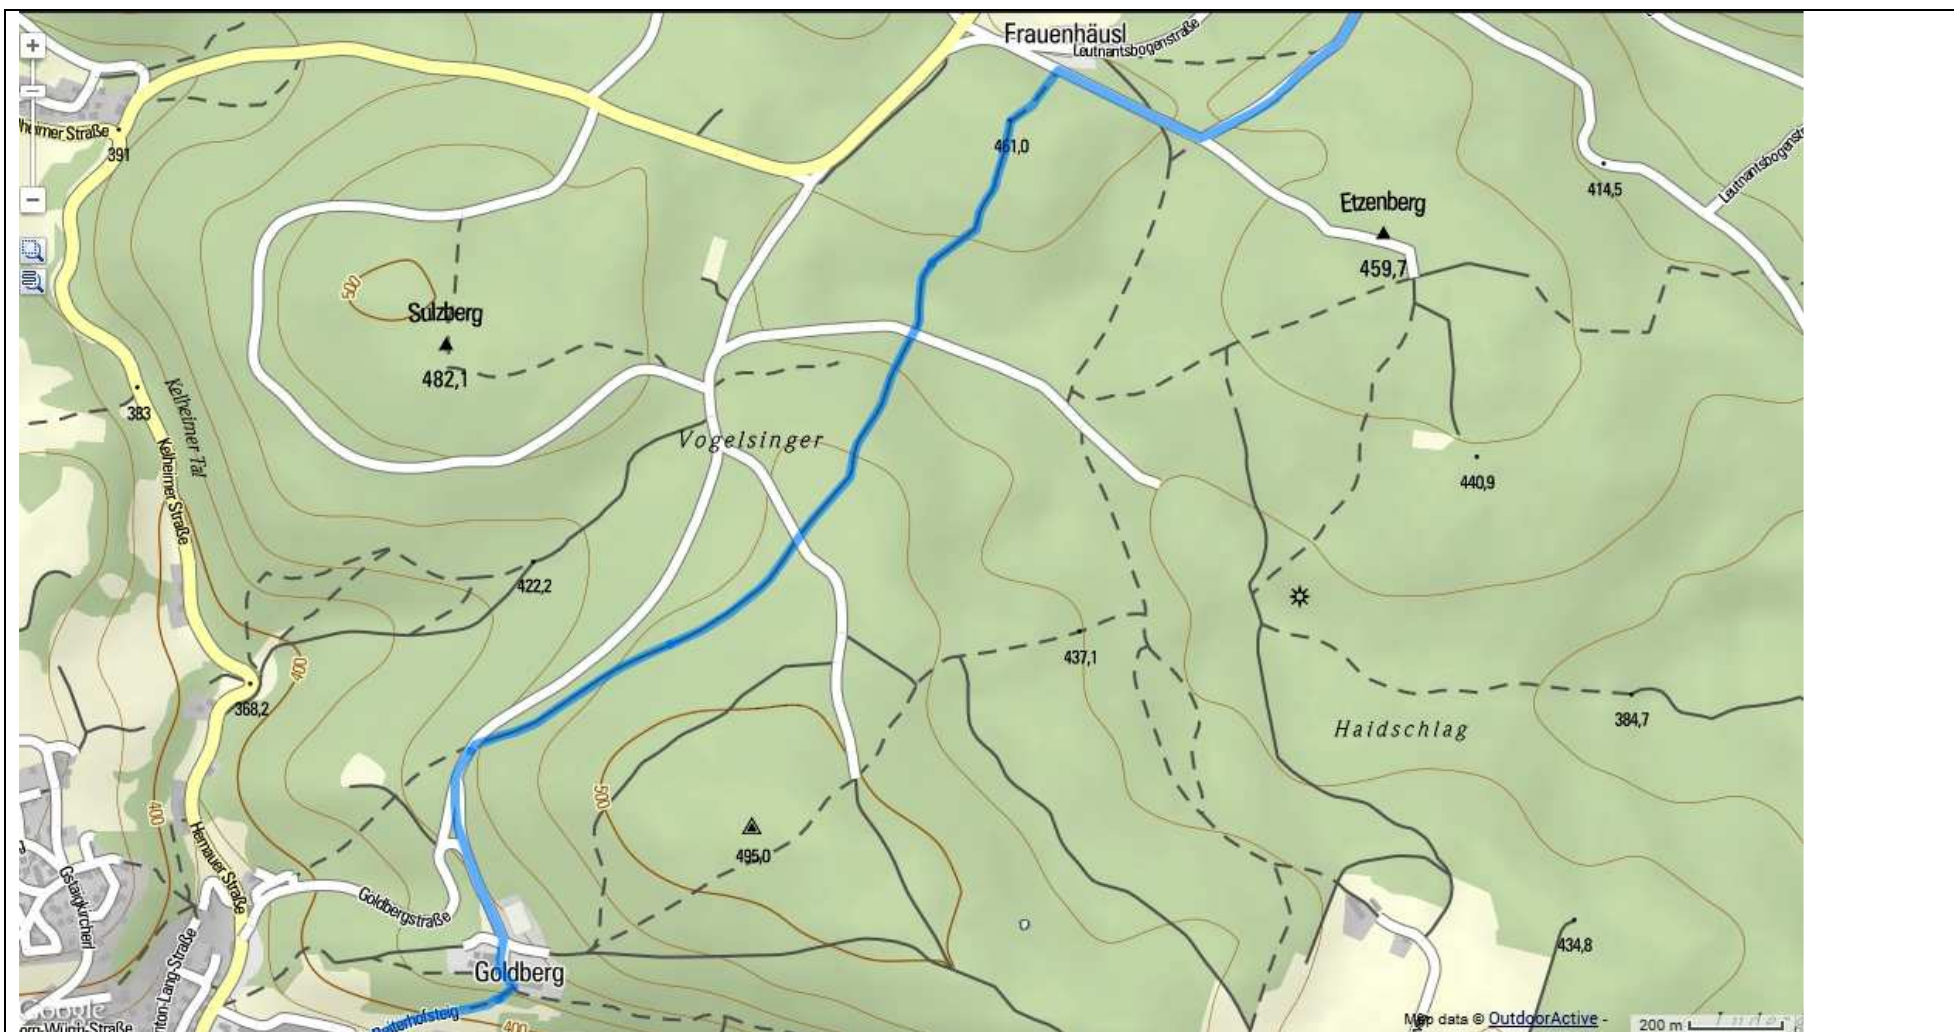 +
Frauenhäusl
Leutnantsbogenstraße
391
461,0
Etzenberg
414,5
459,7
500
Sulzberg
482,1
Kelheimer Tal
383
Kelheimer Straße
Vogelsinger
440,9
422,2
437,1
400
368,2
384,7
Haidschlag
500
400
495,0
Hemauer Straße
Goldbergstraße
434,8
Goldberg
400
Google
Map data © OutdoorActive -
200 m